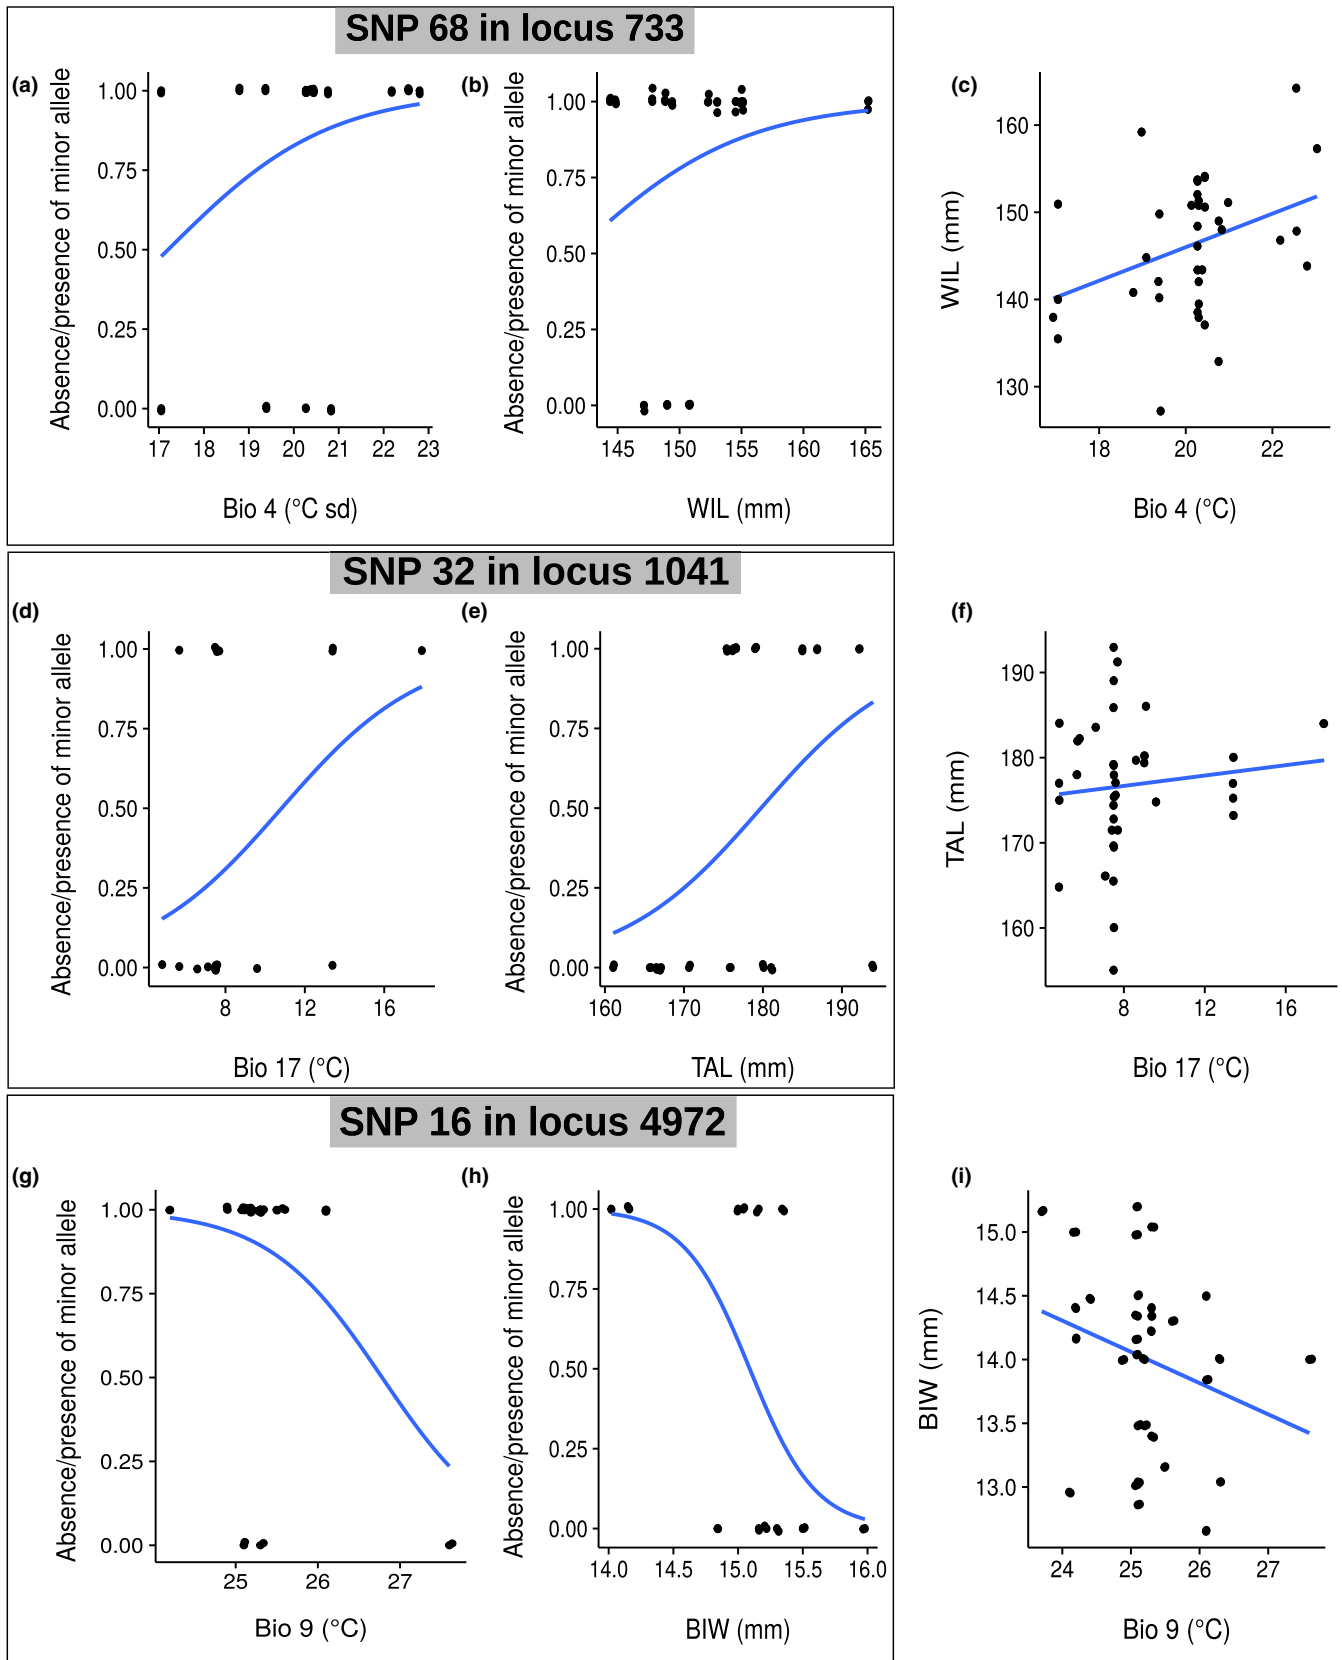 SNP 68 in locus 733
(a)
Absence/presence of minor allele
1.00
0.75
0.50
0.25
0.00
17 18 19 20 21 22 23
Bio 4 (°C sd)
(b)
Absence/presence of minor allele
1.00
0.75
0.50
0.25
0.00
145 150 155 160 165
WIL (mm)
(c)
WIL (mm)
160
150
140
130
18 20 22
Bio 4 (°C)
SNP 32 in locus 1041
(d)
Absence/presence of minor allele
1.00
0.75
0.50
0.25
0.00
8 12 16
Bio 17 (°C)
(e)
Absence/presence of minor allele
1.00
0.75
0.50
0.25
0.00
160 170 180 190
TAL (mm)
(f)
TAL (mm)
190
180
170
160
8 12 16
Bio 17 (°C)
SNP 16 in locus 4972
(g)
Absence/presence of minor allele
1.00
0.75
0.50
0.25
0.00
25 26 27
Bio 9 (°C)
(h)
Absence/presence of minor allele
1.00
0.75
0.50
0.25
0.00
14.0 14.5 15.0 15.5 16.0
BIW (mm)
(i)
BIW (mm)
15.0
14.5
14.0
13.5
13.0
24 25 26 27
Bio 9 (°C)